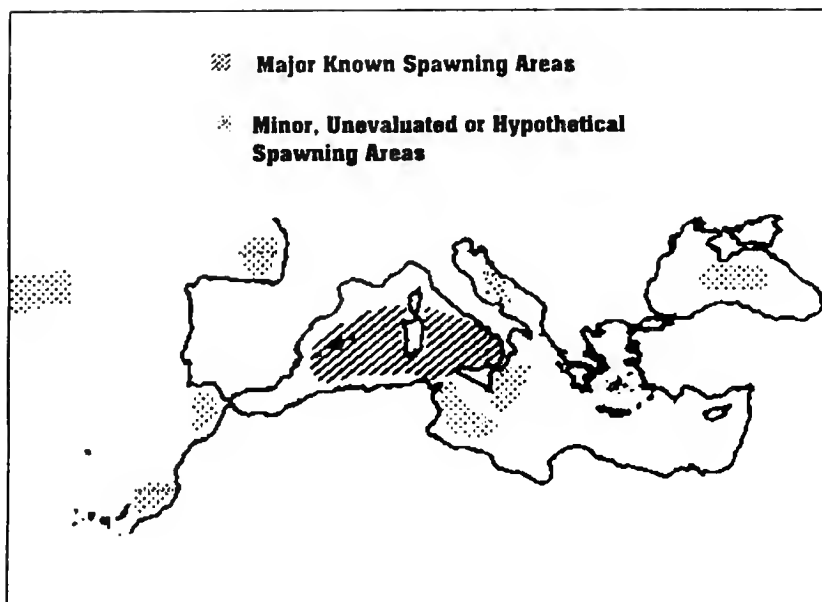 Major Known Spawning Areas
Minor, Unevaluated or Hypothetical
Spawning Areas